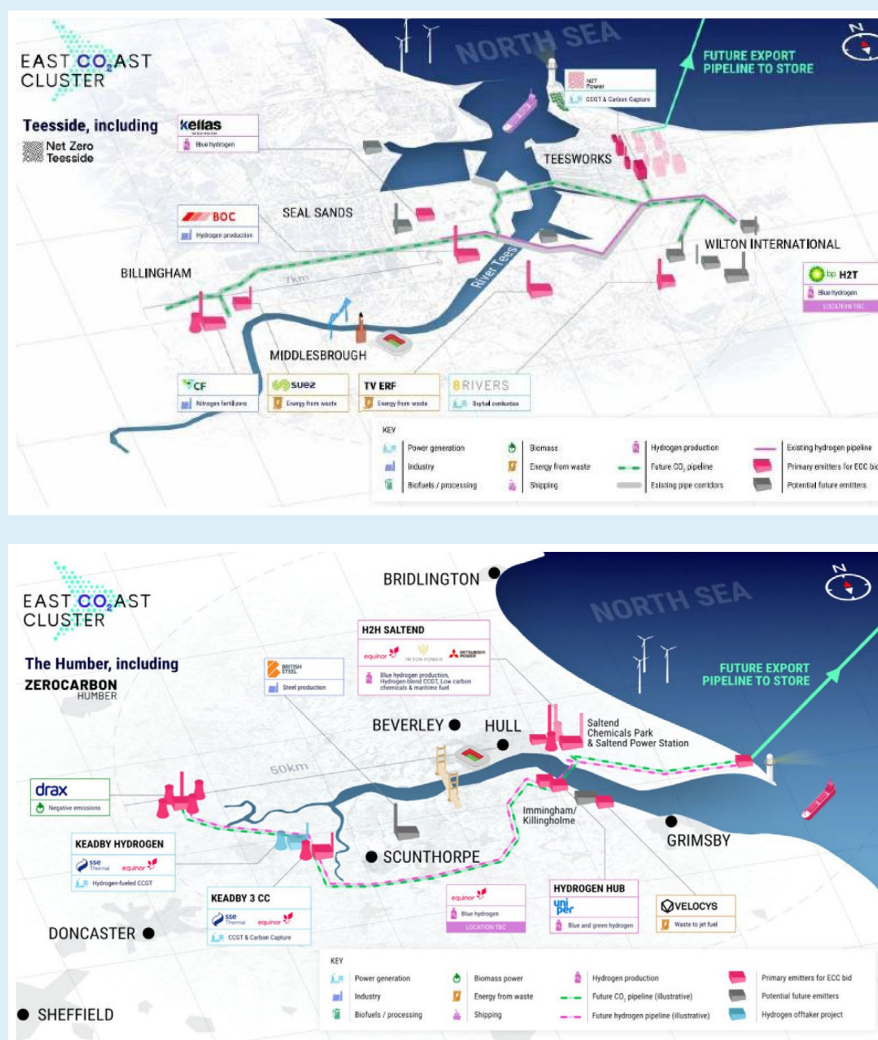 EAST CO₂AST
CLUSTER
Teesside, including
Net Zero
Teesside
NORTH SEA
N
FUTURE EXPORT
PIPELINE TO STORE
NZT
Power
CCGT & Carbon Capture
kellas
Blue hydrogen
TEESWORKS
SEAL SANDS
BOC
Hydrogen production
BILLINGHAM
7km
River Tees
WILTON INTERNATIONAL
bp H2T
Blue hydrogen
LOCATION TBC
MIDDLESBROUGH
CF
Nitrogen fertilizers
suez
Energy from waste
TV ERF
Energy from waste
8RIVERS
KEY
Power generation
Industry
Biofuels / processing
Biomass
Energy from waste
Shipping
Hydrogen production
Future CO₂ pipeline
Existing pipe corridors
Existing hydrogen pipeline
Primary emitters for ECC bid
Potential future emitters
EAST CO₂AST
CLUSTER
The Humber, including
ZEROCARBON
HUMBER
BRIDLINGTON
NORTH SEA
N
FUTURE EXPORT
PIPELINE TO STORE
H2H SALTEND
equinor
TRITON POWER
MITSUBISHI
POWER
Blue hydrogen production,
Hydrogen blend CCGT, Low carbon
chemicals & maritime fuel
BRITISH
STEEL
Steel production
BEVERLEY
HULL
Saltend
Chemicals Park
& Saltend Power Station
50km
drax
Negative emissions
Immingham/
Killingholme
GRIMSBY
KEADBY HYDROGEN
sse
Thermal
equinor
Hydrogen-fueled CCGT
SCUNTHORPE
KEADBY 3 CC
sse
Thermal
equinor
CCGT & Carbon Capture
equinor
Blue hydrogen
LOCATION TBC
HYDROGEN HUB
uni
per
Blue and green hydrogen
VELOCYS
Waste to jet fuel
DONCASTER
SHEFFIELD
KEY
Power generation
Industry
Biofuels / processing
Biomass power
Energy from waste
Shipping
Hydrogen production
Future CO₂ pipeline (illustrative)
Future hydrogen pipeline (illustrative)
Primary emitters for ECC bid
Potential future emitters
Hydrogen offtaker project